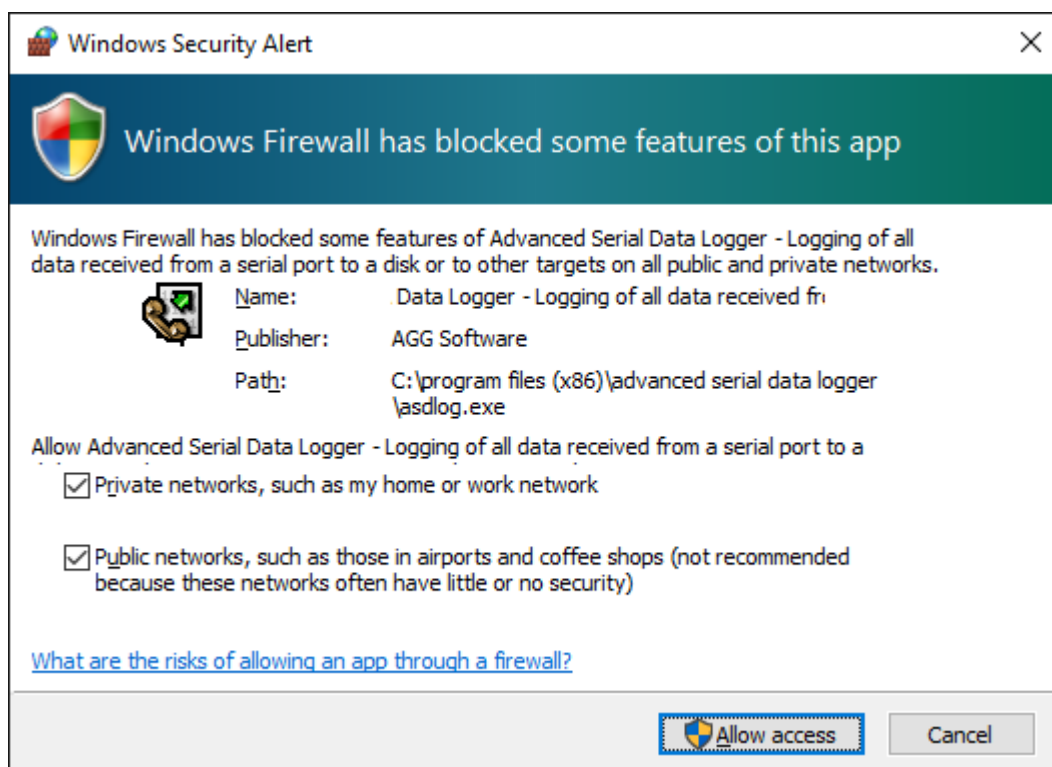 Windows Security Alert
Windows Firewall has blocked some features of this app
Windows Firewall has blocked some features of Advanced Serial Data Logger - Logging of all
data received from a serial port to a disk or to other targets on all public and private networks.
Name: Data Logger - Logging of all data received fr
Publisher: AGG Software
Path: C:\program files (x86)\advanced serial data logger
\asdlog.exe
Allow Advanced Serial Data Logger - Logging of all data received from a serial port to a
Private networks, such as my home or work network
Public networks, such as those in airports and coffee shops (not recommended
because these networks often have little or no security)
What are the risks of allowing an app through a firewall?
Allow access Cancel